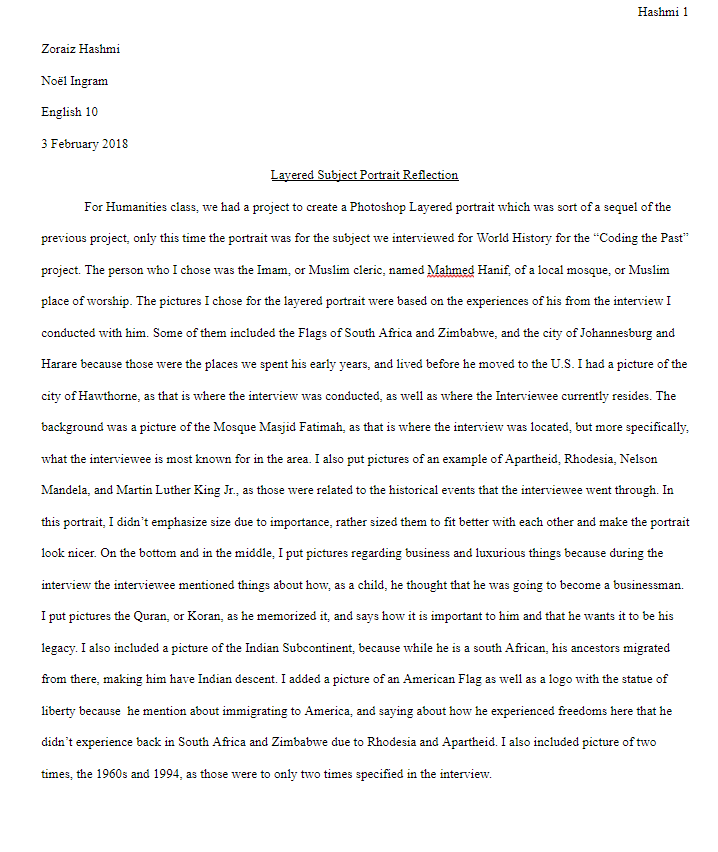 Hashmi 1
Zoraiz Hashmi
Noël Ingram
English 10
3 February 2018
Layered Subject Portrait Reflection
For Humanities class, we had a project to create a Photoshop Layered portrait which was sort of a sequel of the
previous project, only this time the portrait was for the subject we interviewed for World History for the “Coding the Past”
project. The person who I chose was the Imam, or Muslim cleric, named Mahmed Hanif, of a local mosque, or Muslim
place of worship. The pictures I chose for the layered portrait were based on the experiences of his from the interview I
conducted with him. Some of them included the Flags of South Africa and Zimbabwe, and the city of Johannesburg and
Harare because those were the places we spent his early years, and lived before he moved to the U.S. I had a picture of the
city of Hawthorne, as that is where the interview was conducted, as well as where the Interviewee currently resides. The
background was a picture of the Mosque Masjid Fatimah, as that is where the interview was located, but more specifically,
what the interviewee is most known for in the area. I also put pictures of an example of Apartheid, Rhodesia, Nelson
Mandela, and Martin Luther King Jr., as those were related to the historical events that the interviewee went through. In
this portrait, I didn’t emphasize size due to importance, rather sized them to fit better with each other and make the portrait
look nicer. On the bottom and in the middle, I put pictures regarding business and luxurious things because during the
interview the interviewee mentioned things about how, as a child, he thought that he was going to become a businessman.
I put pictures the Quran, or Koran, as he memorized it, and says how it is important to him and that he wants it to be his
legacy. I also included a picture of the Indian Subcontinent, because while he is a south African, his ancestors migrated
from there, making him have Indian descent. I added a picture of an American Flag as well as a logo with the statue of
liberty because  he mention about immigrating to America, and saying about how he experienced freedoms here that he
didn’t experience back in South Africa and Zimbabwe due to Rhodesia and Apartheid. I also included picture of two
times, the 1960s and 1994, as those were to only two times specified in the interview.